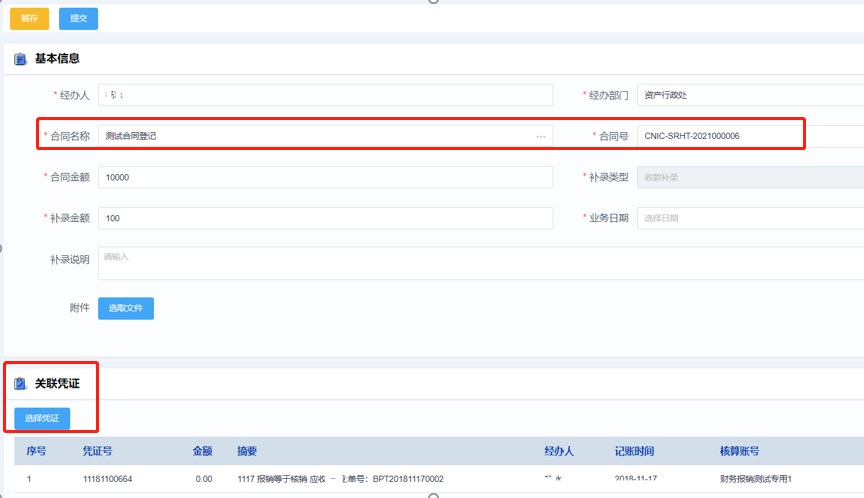 暂存 提交
基本信息
* 经办人 * 经办部门 资产行政处
* 合同名称 测试合同登记 ... * 合同号 CNIC-SRHT-2021000006
* 合同金额 10000 * 补录类型 收款补录
* 补录金额 100 * 业务日期 选择日期
补录说明 请输入
附件 选取文件
关联凭证
选择凭证
序号 凭证号 金额 摘要 经办人 记账时间 核算账号
1 11181100664 0.00 1117 报销等于核销 应收 单号：BPT201811170002 2018-11-17 财务报销测试专用1